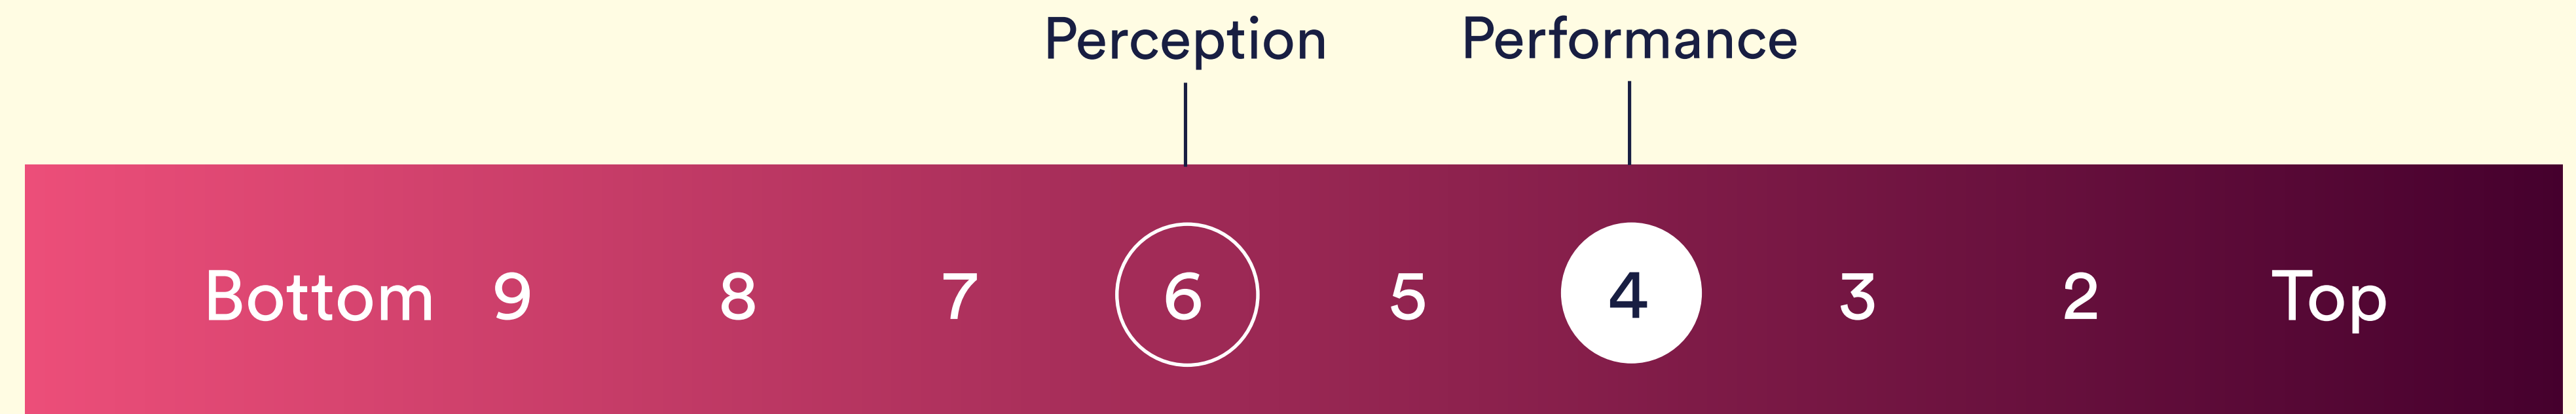 Perception Performance
Bottom 9 8 7 6 5 4 3 2 Top